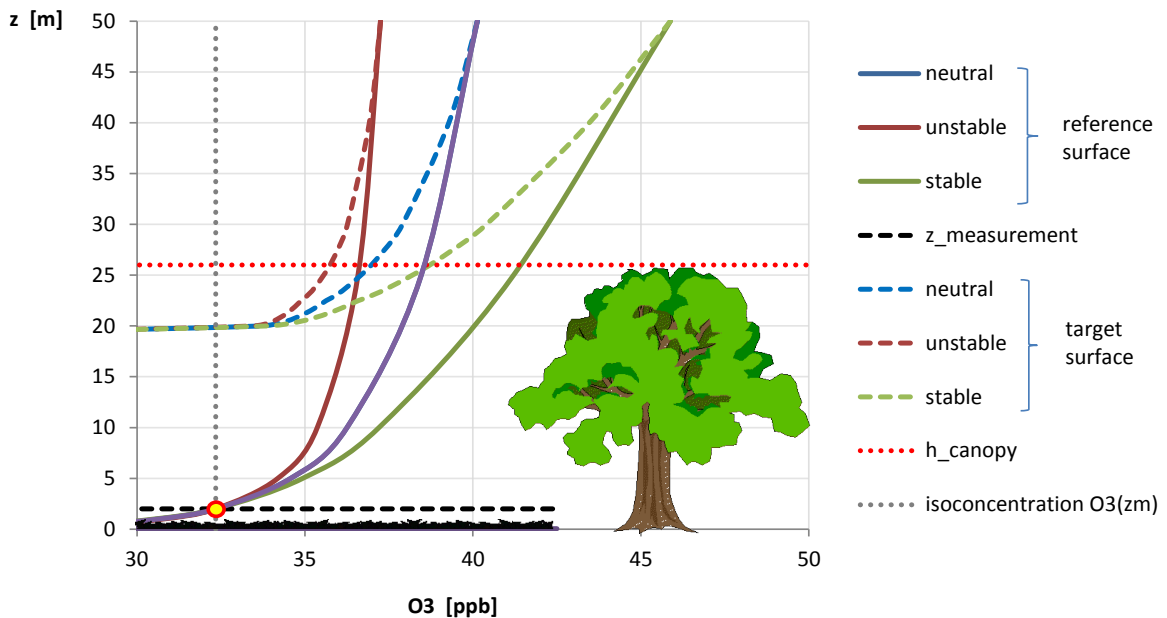 z [m]
50
45
40
35
30
25
20
15
10
5
0
30
35
40
45
50
O3 [ppb]
neutral
unstable
stable
reference
surface
z_measurement
neutral
unstable
stable
target
surface
h_canopy
isoconcentration O3(zm)